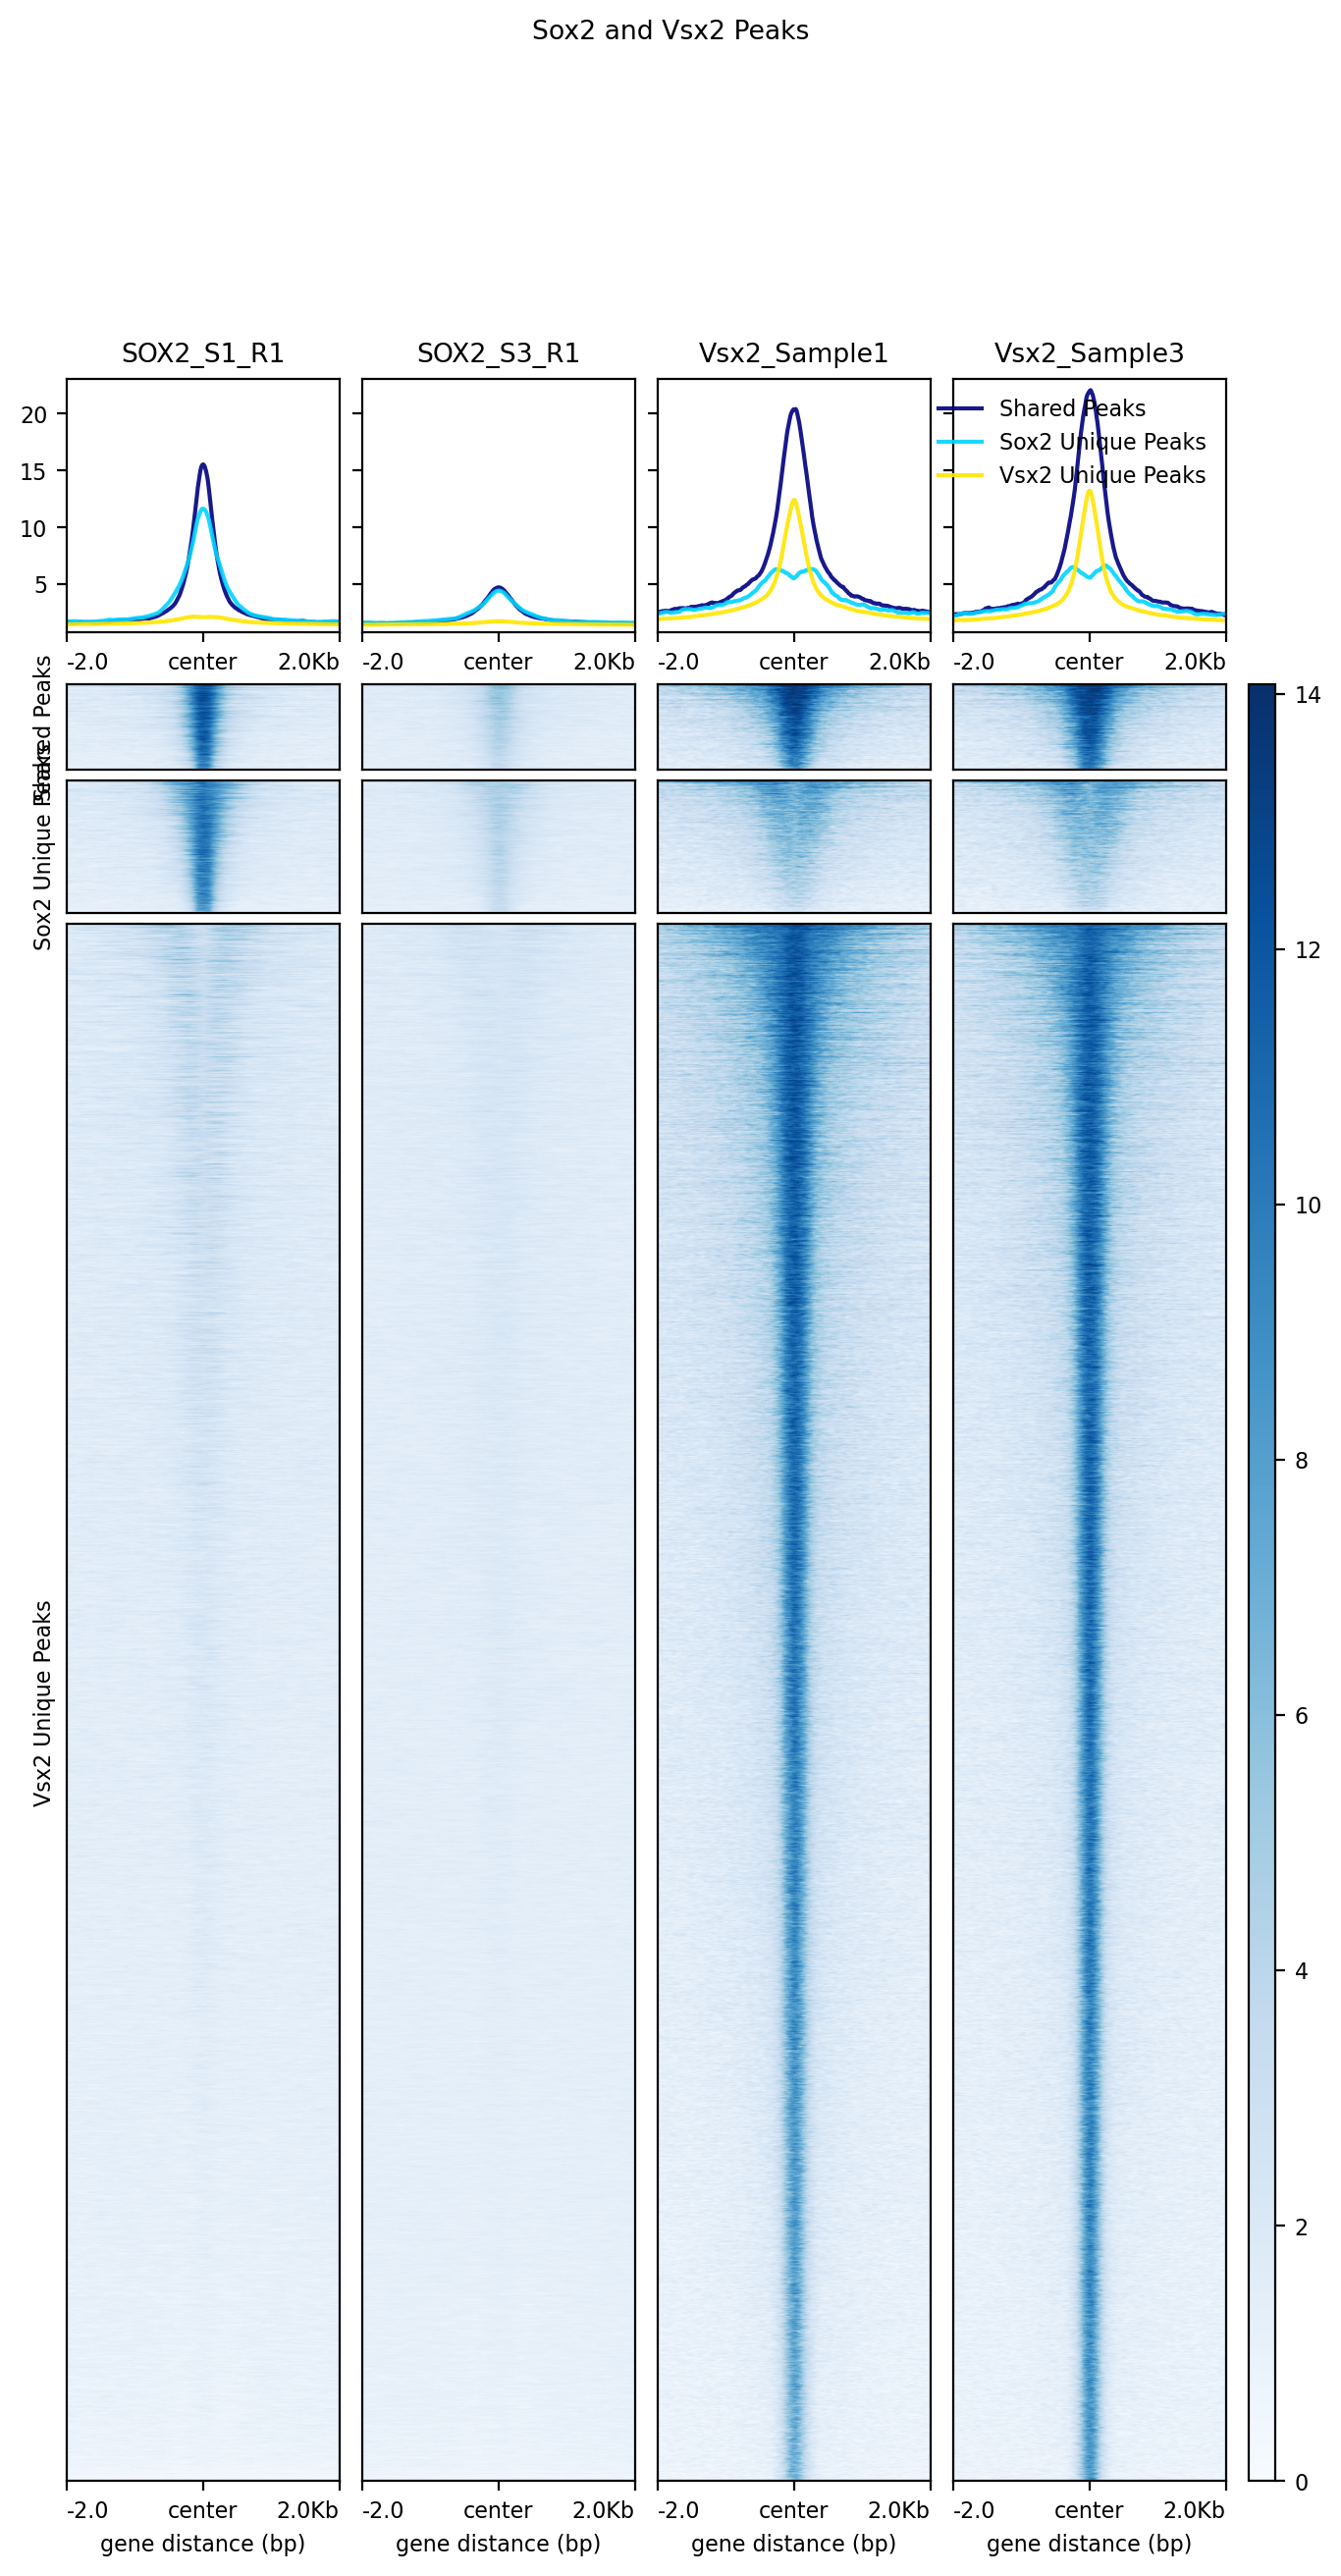 Sox2 and Vsx2 Peaks
SOX2_S1_R1 SOX2_S3_R1 Vsx2_Sample1 Vsx2_Sample3
20
15
10
5
Shared Peaks
Sox2 Unique Peaks
Vsx2 Unique Peaks
-2.0 center 2.0Kb -2.0 center 2.0Kb -2.0 center 2.0Kb -2.0 center 2.0Kb
Shared Peaks
Sox2 Unique Peaks
Vsx2 Unique Peaks
14
12
10
8
6
4
2
0
-2.0 center 2.0Kb -2.0 center 2.0Kb -2.0 center 2.0Kb -2.0 center 2.0Kb
gene distance (bp) gene distance (bp) gene distance (bp) gene distance (bp)